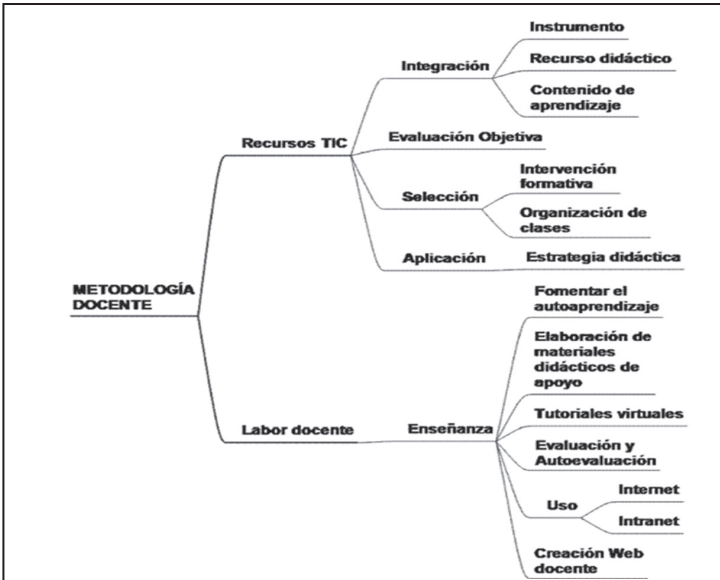 METODOLOGÍA
DOCENTE
Recursos TIC
Integración
Instrumento
Recurso didáctico
Contenido de
aprendizaje
Evaluación Objetiva
Selección
Intervención
formativa
Organización de
clases
Aplicación
Estrategia didáctica
Labor docente
Enseñanza
Fomentar el
autoaprendizaje
Elaboración de
materiales
didácticos de
apoyo
Tutoriales virtuales
Evaluación y
Autoevaluación
Uso
Internet
Intranet
Creación Web
docente